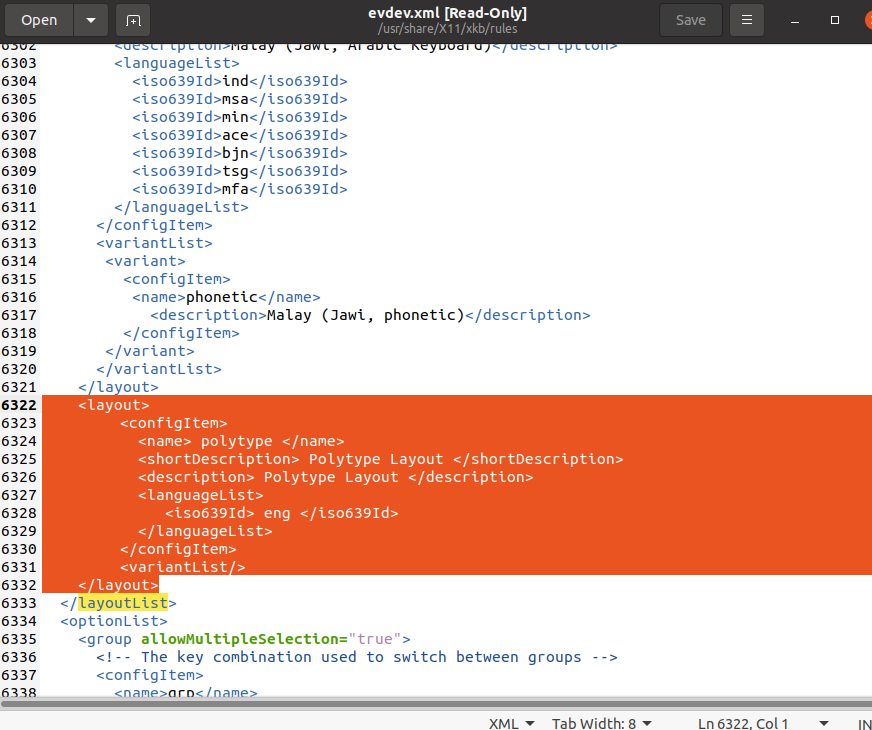 Open
evdev.xml [Read-Only]
/usr/share/X11/xkb/rules
Save
6302 <description>Malay (Jawi, Arabic Keyboard)</description>
6303 <languageList>
6304 <iso639Id>ind</iso639Id>
6305 <iso639Id>msa</iso639Id>
6306 <iso639Id>min</iso639Id>
6307 <iso639Id>ace</iso639Id>
6308 <iso639Id>bjn</iso639Id>
6309 <iso639Id>tsg</iso639Id>
6310 <iso639Id>mfa</iso639Id>
6311 </languageList>
6312 </configItem>
6313 <variantList>
6314 <variant>
6315 <configItem>
6316 <name>phonetic</name>
6317 <description>Malay (Jawi, phonetic)</description>
6318 </configItem>
6319 </variant>
6320 </variantList>
6321 </layout>
6322 <layout>
6323 <configItem>
6324 <name> polytype </name>
6325 <shortDescription> Polytype Layout </shortDescription>
6326 <description> Polytype Layout </description>
6327 <languageList>
6328 <iso639Id> eng </iso639Id>
6329 </languageList>
6330 </configItem>
6331 <variantList/>
6332 </layout>
6333 </layoutList>
6334 <optionList>
6335 <group allowMultipleSelection="true">
6336 <!-- The key combination used to switch between groups -->
6337 <configItem>
6338 <name>grp</name>
XML Tab Width: 8 Ln 6322, Col 1 IN